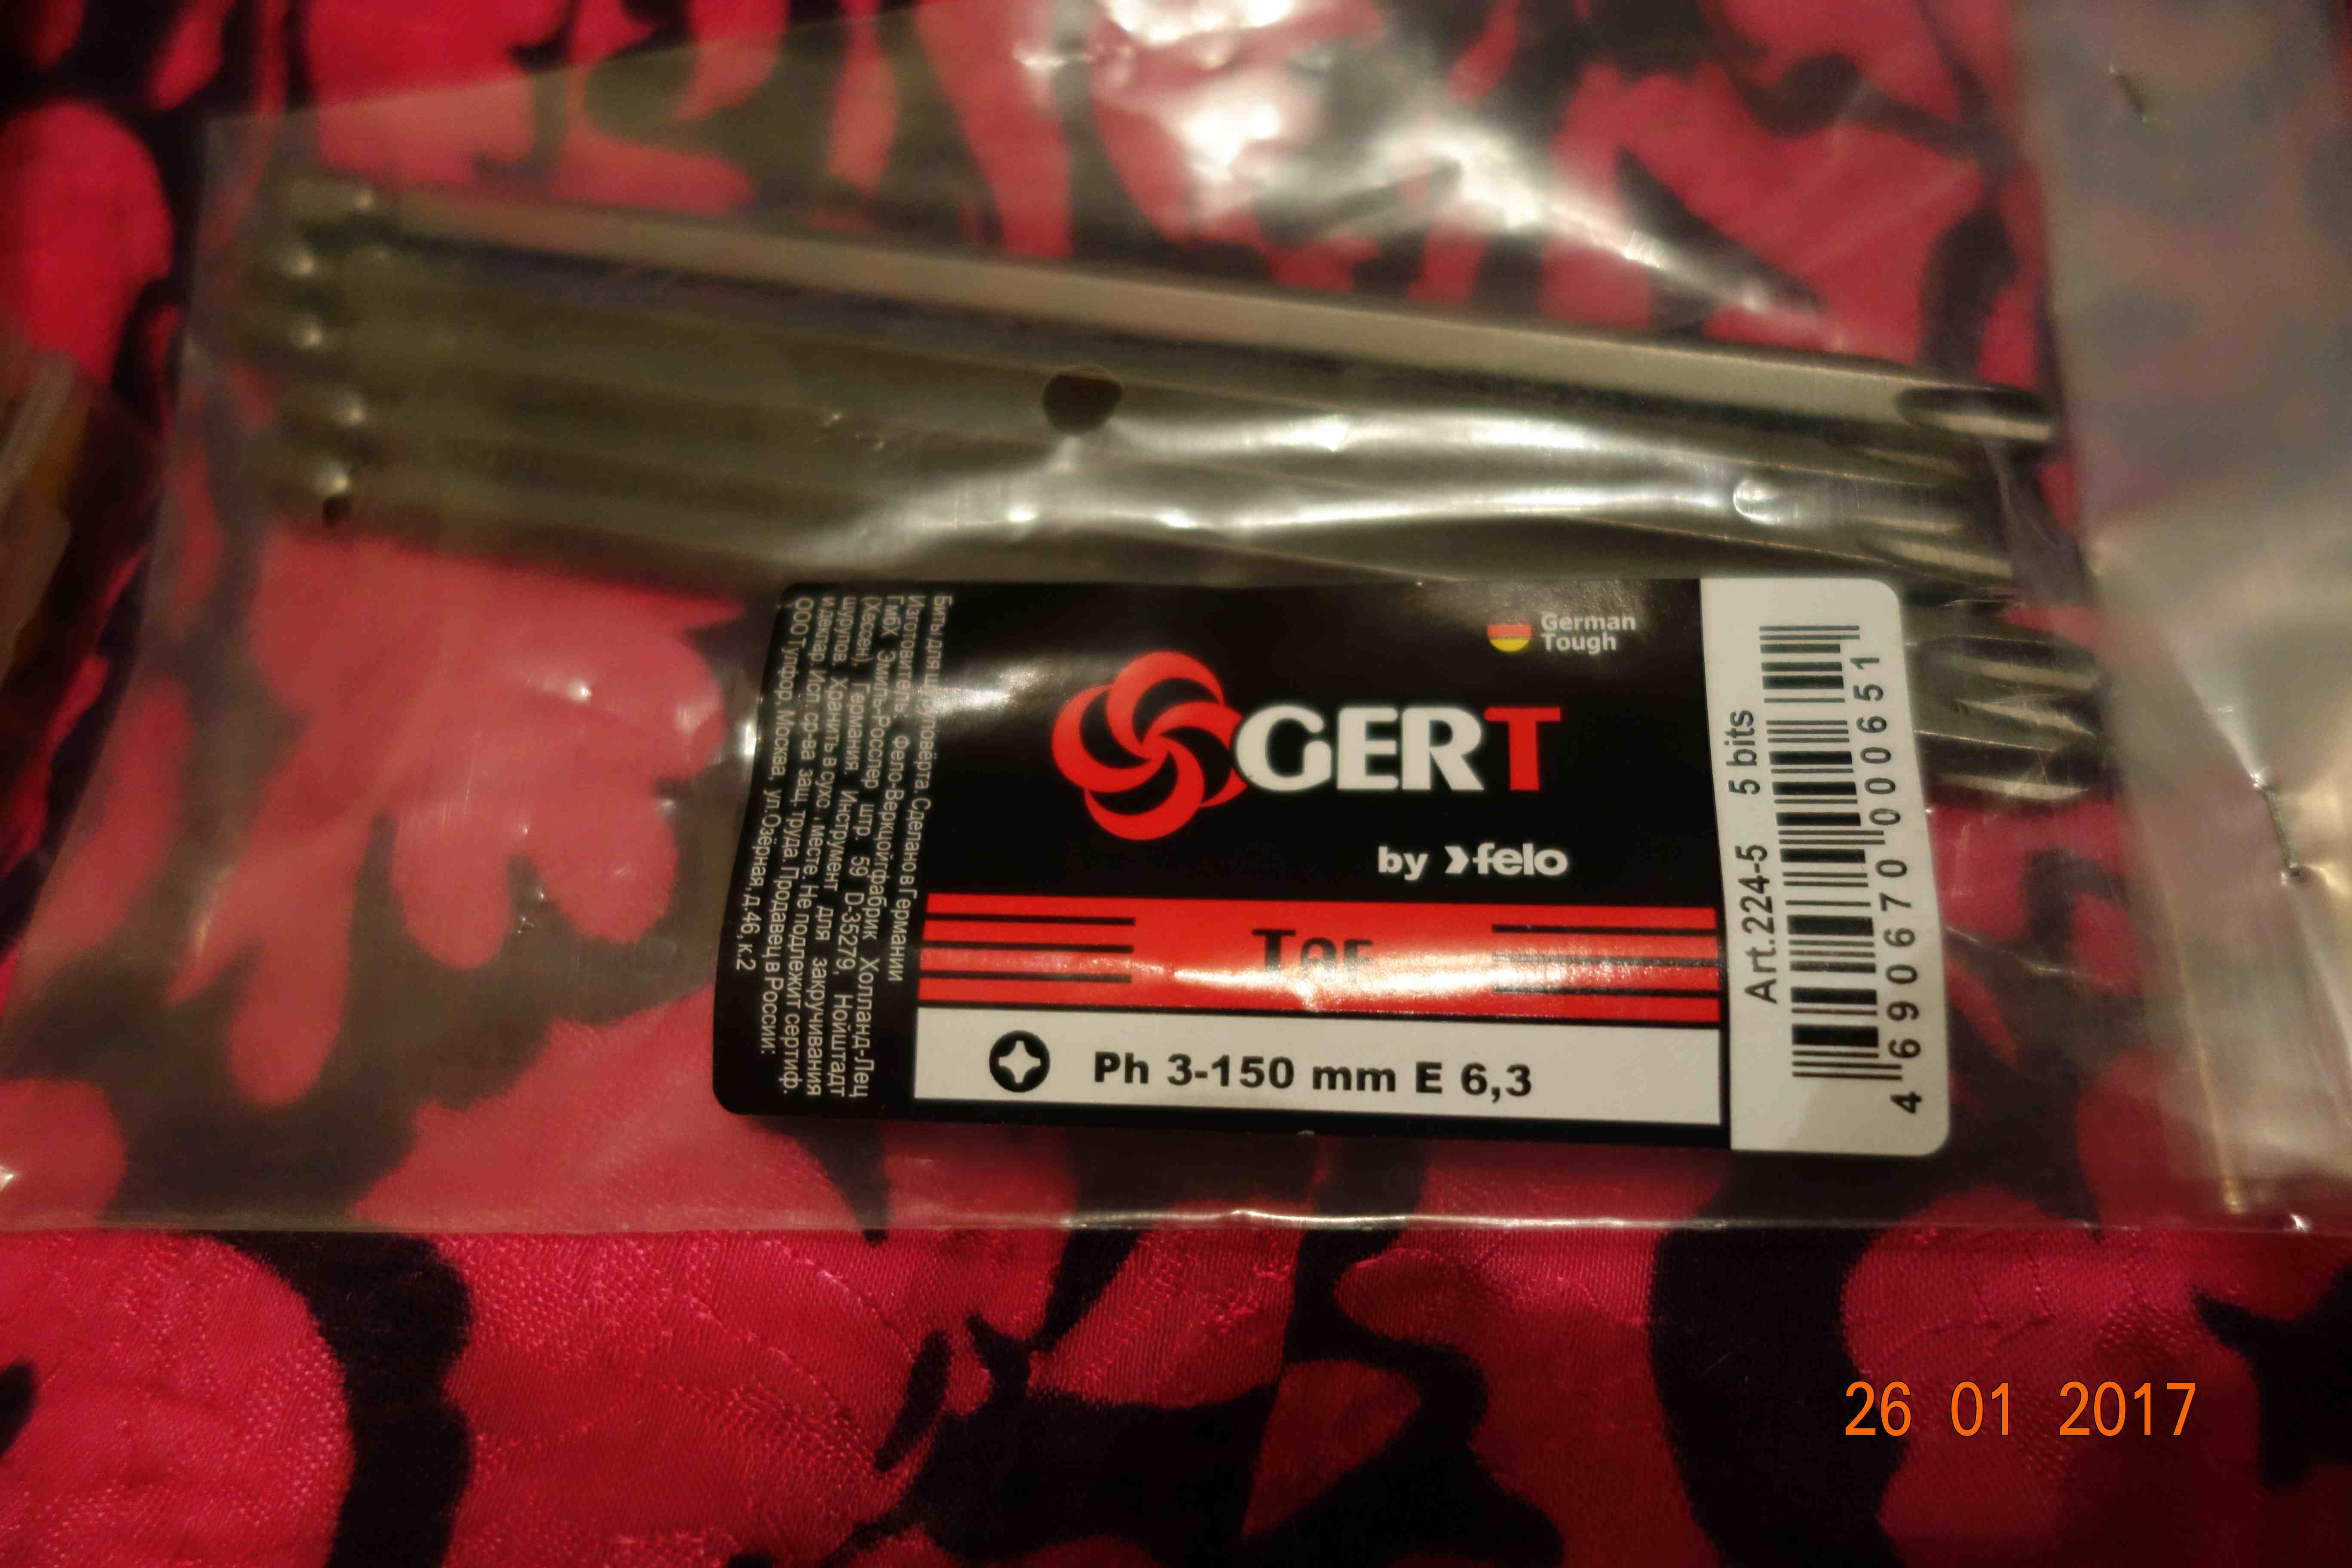 German
Tough
GERT
by felo
Ph 3-150 mm E 6,3
Art.224-5 5 bits
4 690670 000651
Биты для шуруповёрта. Сделано в Германии
Изготовитель: Фело-Веркцойгфабрик Холланд-Лец
ГмбХ Эмиль-Росслер штр. 59 D-35279, Нойштадт
(Хессен), Германия. Инструмент для закручивания
шурупов. Хранить в сухо месте. Не подлежит сертиф.
Исп. ср-ва защ. труда. Продавец в России:
ООО Тулфор, Москва, ул.Озёрная, д.46, к.2
26 01 2017